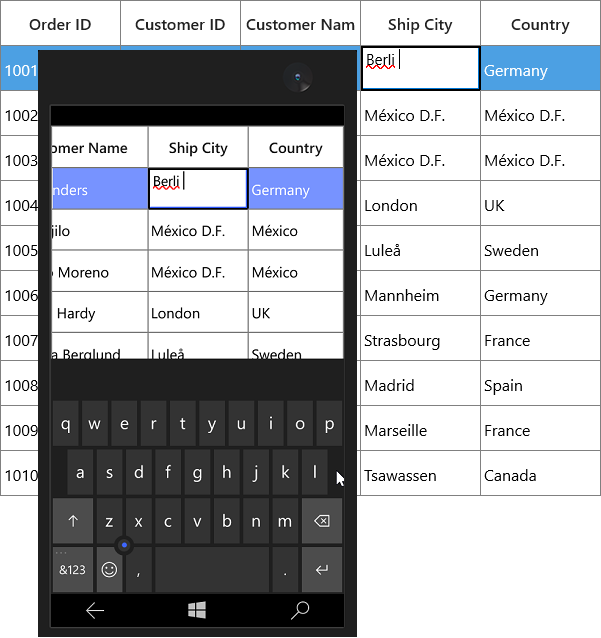 Order ID Customer ID Customer Nam Ship City Country
1001 Berli Germany
1002 México D.F. México D.F.
1003 México D.F. México D.F.
1004 London UK
1005 Luleå Sweden
1006 Mannheim Germany
1007 Strasbourg France
1008 Madrid Spain
1009 Marseille France
1010 Tsawassen Canada
omer Name Ship City Country
nders Berli Germany
jilo México D.F. México
o Moreno México D.F. México
Hardy London UK
a Berglund Luleå Sweden
q w e r t y u i o p
a s d f g h j k l
z x c v b n m
&123 , .